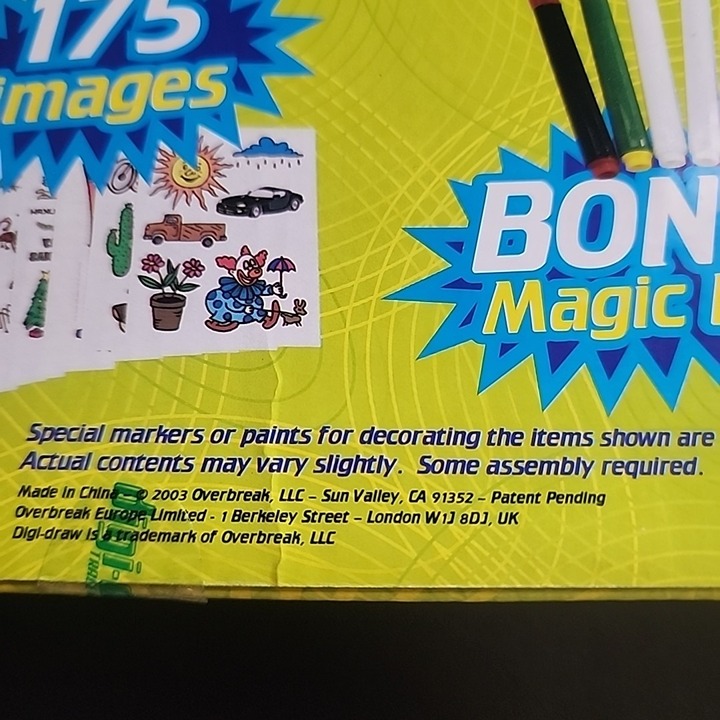 175
images
BON
Magic
Special markers or paints for decorating the items shown are
Actual contents may vary slightly. Some assembly required.
Made in China - © 2003 Overbreak, LLC – Sun Valley, CA 91352 – Patent Pending
Overbreak Europe Limited - 1 Berkeley Street – London W1J 8DJ, UK
Digi-draw is a trademark of Overbreak, LLC